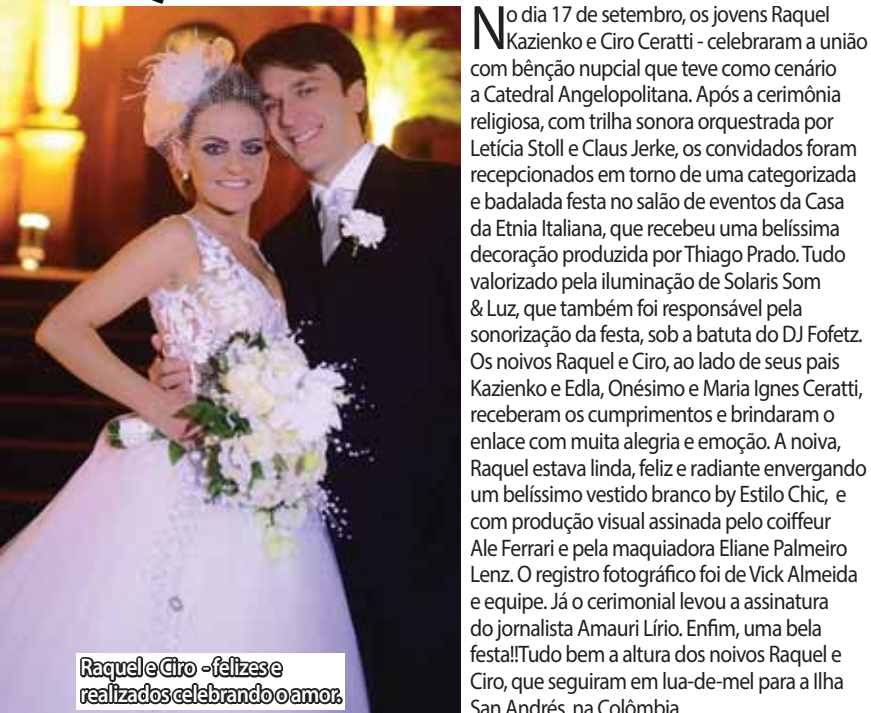 No dia 17 de setembro, os jovens Raquel
Kazienko e Ciro Ceratti - celebraram a união
com bênção nupcial que teve como cenário
a Catedral Angelopolitana. Após a cerimônia
religiosa, com trilha sonora orquestrada por
Letícia Stoll e Claus Jerke, os convidados foram
recepcionados em torno de uma categorizada
e badalada festa no salão de eventos da Casa
da Etnia Italiana, que recebeu uma belíssima
decoração produzida por Thiago Prado. Tudo
valorizado pela iluminação de Solaris Som
& Luz, que também foi responsável pela
sonorização da festa, sob a batuta do DJ Fofetz.
Os noivos Raquel e Ciro, ao lado de seus pais
Kazienko e Edla, Onésimo e Maria Ignes Ceratti,
receberam os cumprimentos e brindaram o
enlace com muita alegria e emoção. A noiva,
Raquel estava linda, feliz e radiante envergando
um belíssimo vestido branco by Estilo Chic, e
com produção visual assinada pelo coiffeur
Ale Ferrari e pela maquiadora Eliane Palmeiro
Lenz. O registro fotográfico foi de Vick Almeida
e equipe. Já o cerimonial levou a assinatura
do jornalista Amauri Lírio. Enfim, uma bela
festa!!Tudo bem a altura dos noivos Raquel e
Ciro, que seguiram em lua-de-mel para a Ilha
San Andrés, na Colômbia
Raquel e Ciro - felizes e
realizados celebrando o amor.